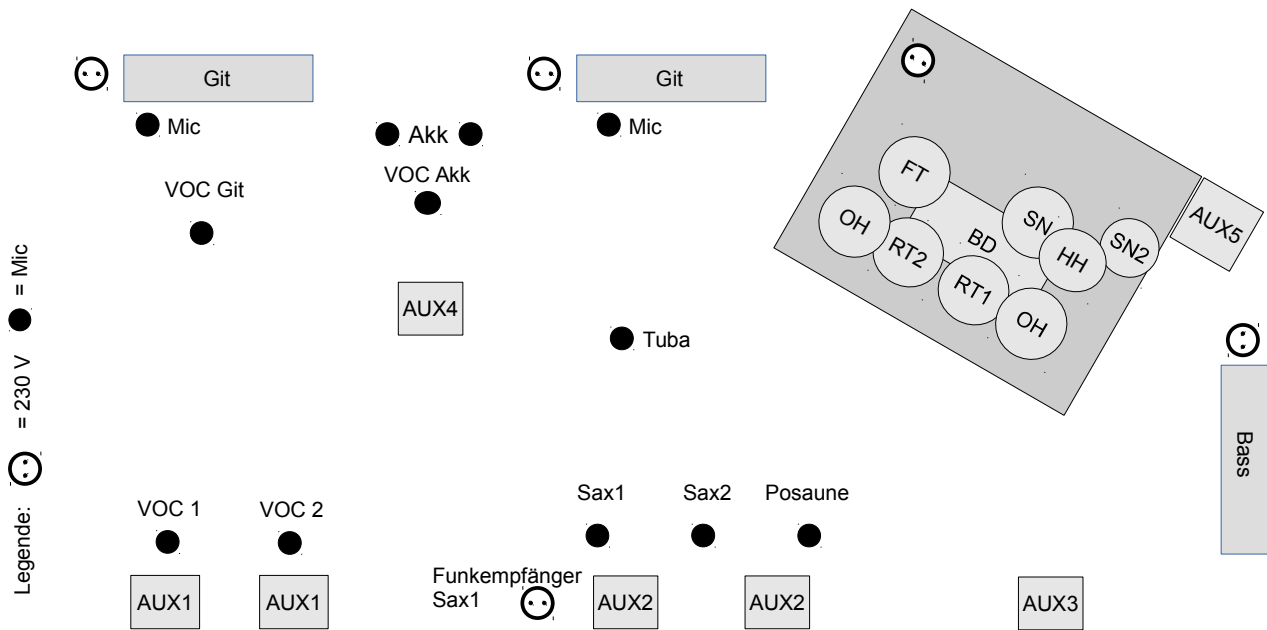 Git
Git
Mic
Akk
Mic
VOC Git
VOC Akk
FT
OH
RT2
BD
SN
HH
SN2
RT1
OH
AUX5
AUX4
Tuba
Bass
VOC 1
VOC 2
Sax1
Sax2
Posaune
Funkempfänger
Sax1
AUX1
AUX1
AUX2
AUX2
AUX3
Legende: = 230 V = Mic